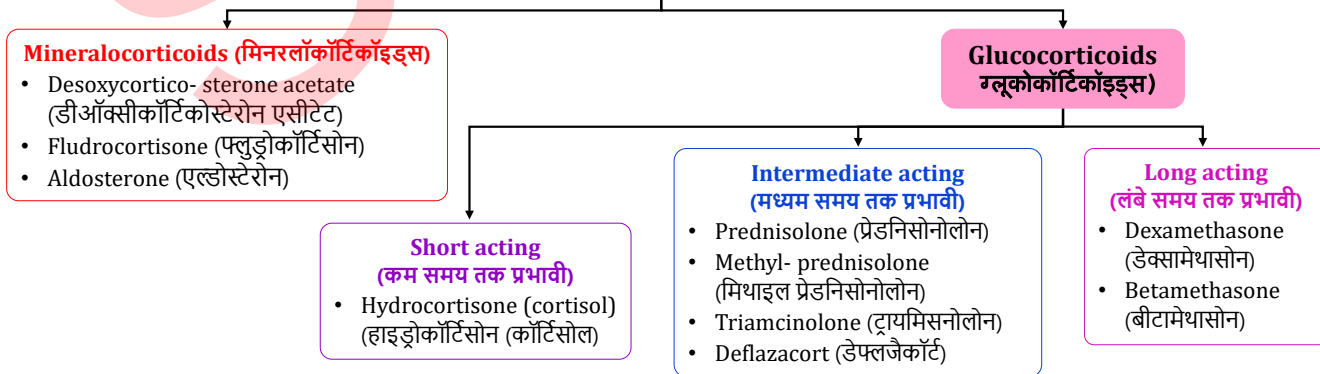 Mineralocorticoids (मिनरलॉकॉर्टिकॉइड्स)
• Desoxycortico- sterone acetate
(डीऑक्सीकॉर्टिकोस्टेरोन एसीटेट)
• Fludrocortisone (फ्लुड्रोकॉर्टिसोन)
• Aldosterone (एल्डोस्टेरोन)
Glucocorticoids
ग्लूकोकॉर्टिकॉइड्स)
Short acting
(कम समय तक प्रभावी)
• Hydrocortisone (cortisol)
(हाइड्रोकॉर्टिसोन (कॉर्टिसोल)
Intermediate acting
(मध्यम समय तक प्रभावी)
• Prednisolone (प्रेडनिसोनोलोन)
• Methyl- prednisolone
(मिथाइल प्रेडनिसोनोलोन)
• Triamcinolone (ट्रायमिसनोलोन)
• Deflazacort (डेफ्लजैकॉर्ट)
Long acting
(लंबे समय तक प्रभावी)
• Dexamethasone
(डेक्सामेथासोन)
• Betamethasone
(बीटामेथासोन)